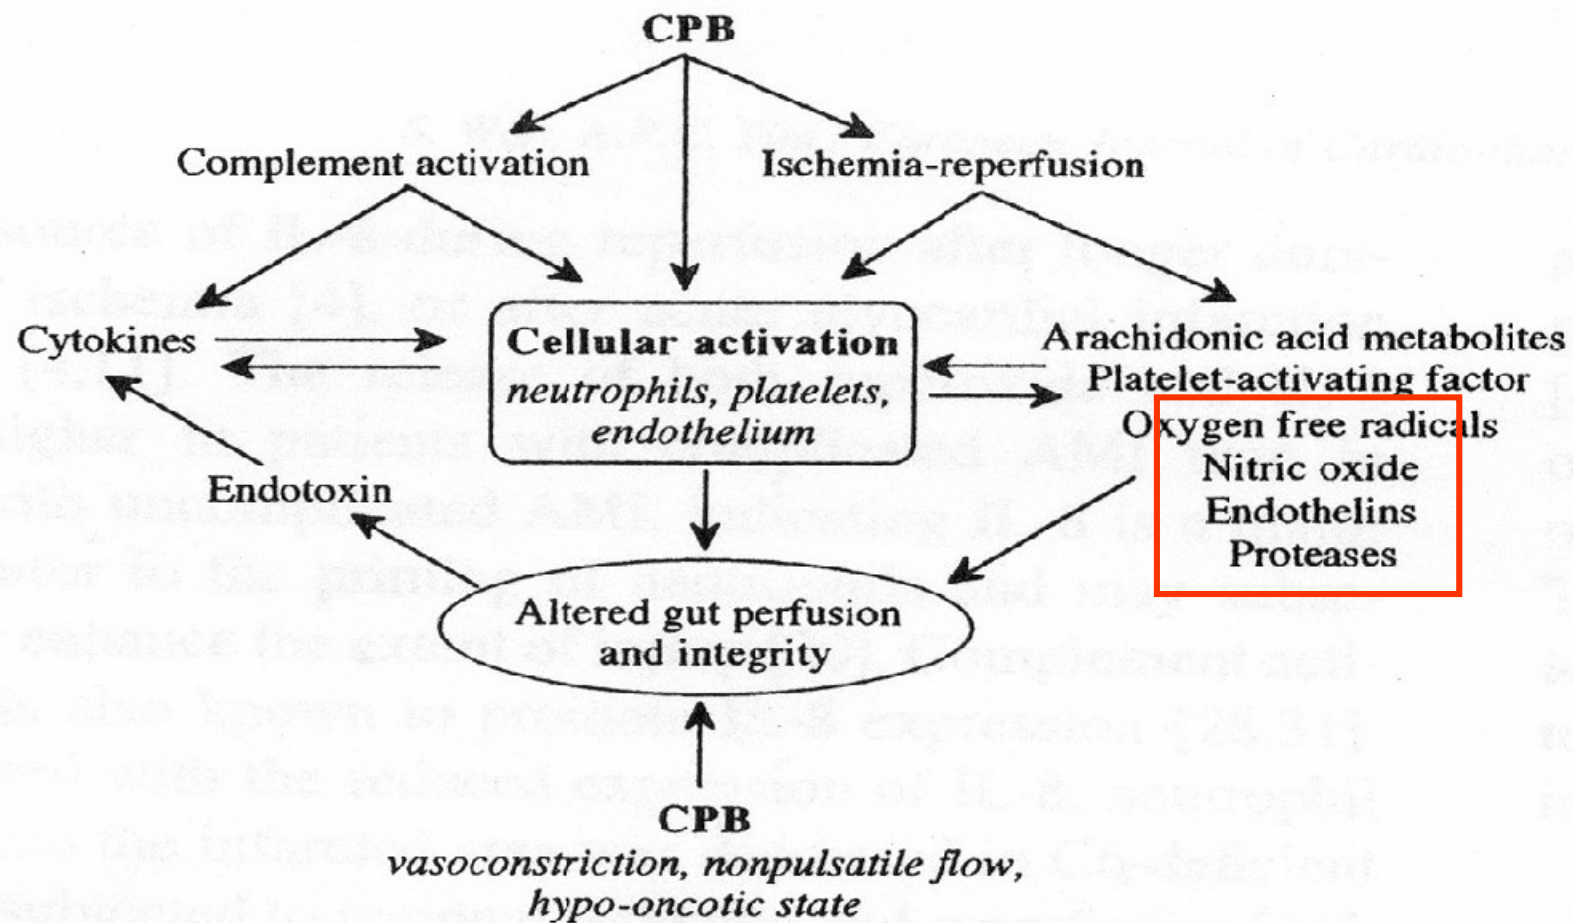 CPB
Complement activation
Ischemia-reperfusion
Cytokines
Cellular activation
neutrophils, platelets,
endothelium
Arachidonic acid metabolites
Platelet-activating factor
Oxygen free radicals
Nitric oxide
Endothelins
Proteases
Endotoxin
Altered gut perfusion
and integrity
CPB
vasoconstriction, nonpulsatile flow,
hypo-oncotic state